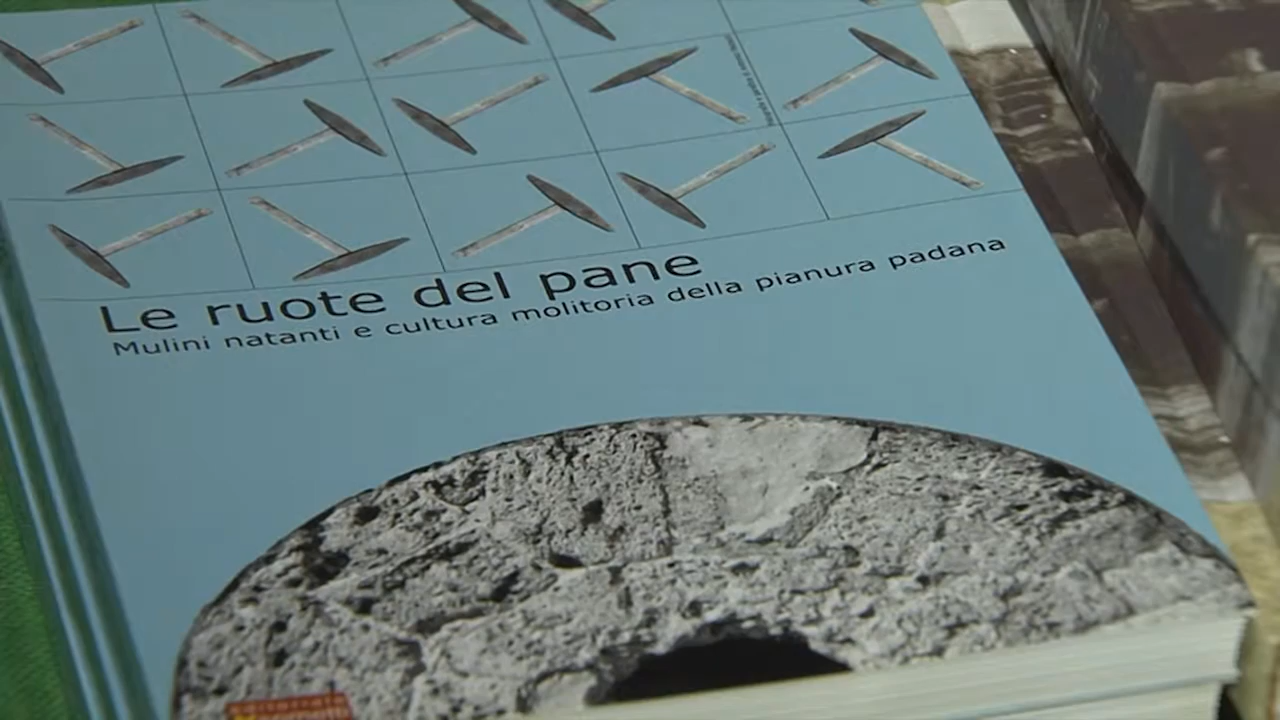 Le ruote del pane
Mulini natanti e cultura molitoria della pianura padana